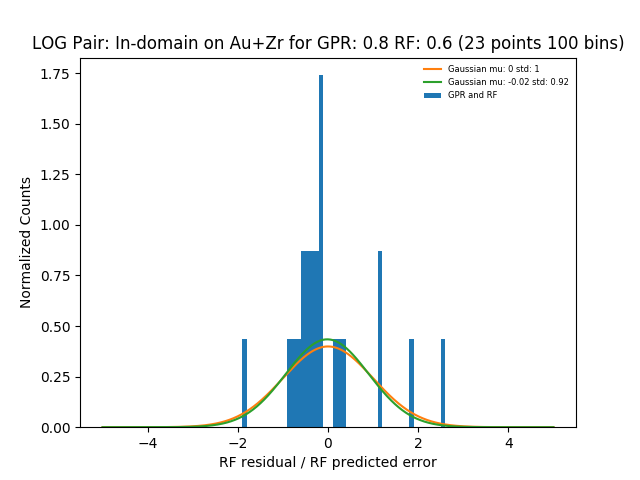 LOG Pair: In-domain on Au+Zr for GPR: 0.8 RF: 0.6 (23 points 100 bins)
Gaussian mu: 0 std: 1
Gaussian mu: -0.02 std: 0.92
GPR and RF
Normalized Counts
1.75
1.50
1.25
1.00
0.75
0.50
0.25
0.00
−4 −2 0 2 4
RF residual / RF predicted error